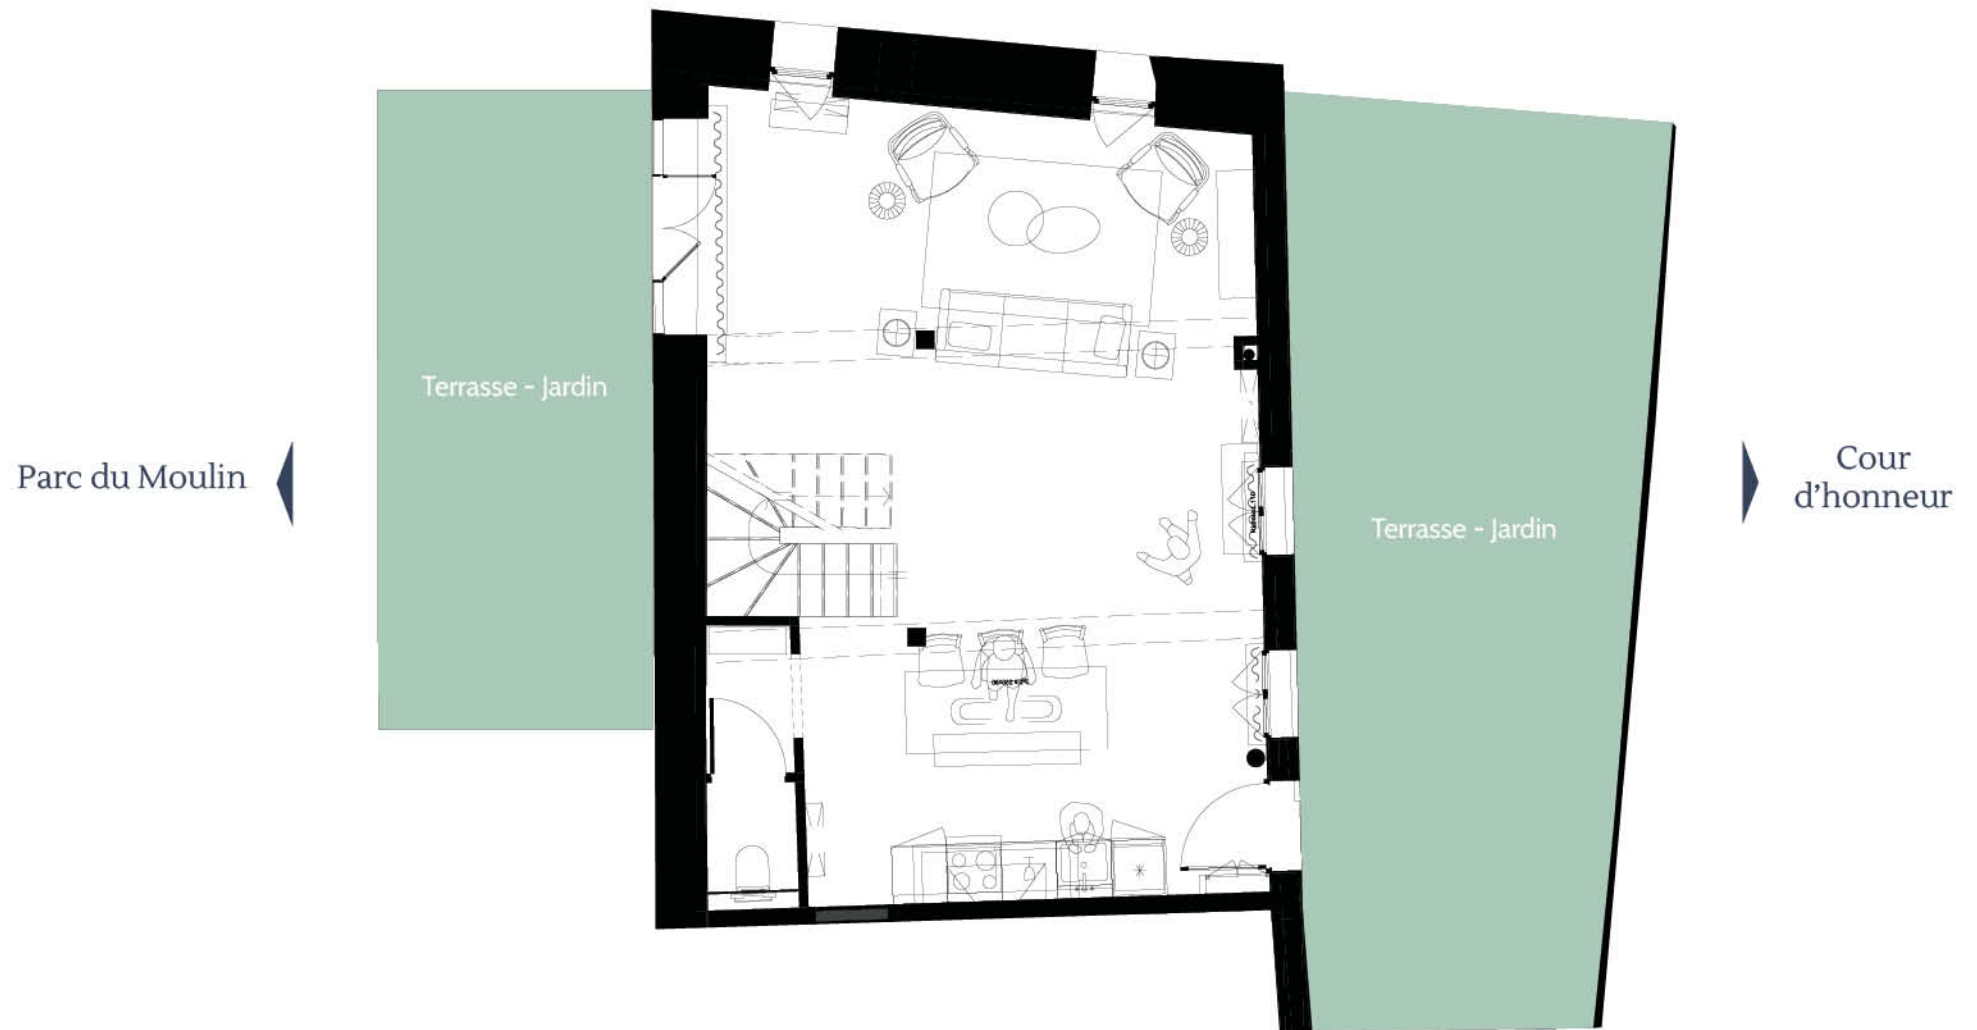 Terrasse - Jardin
Parc du Moulin
Cour
d'honneur
Terrasse - Jardin